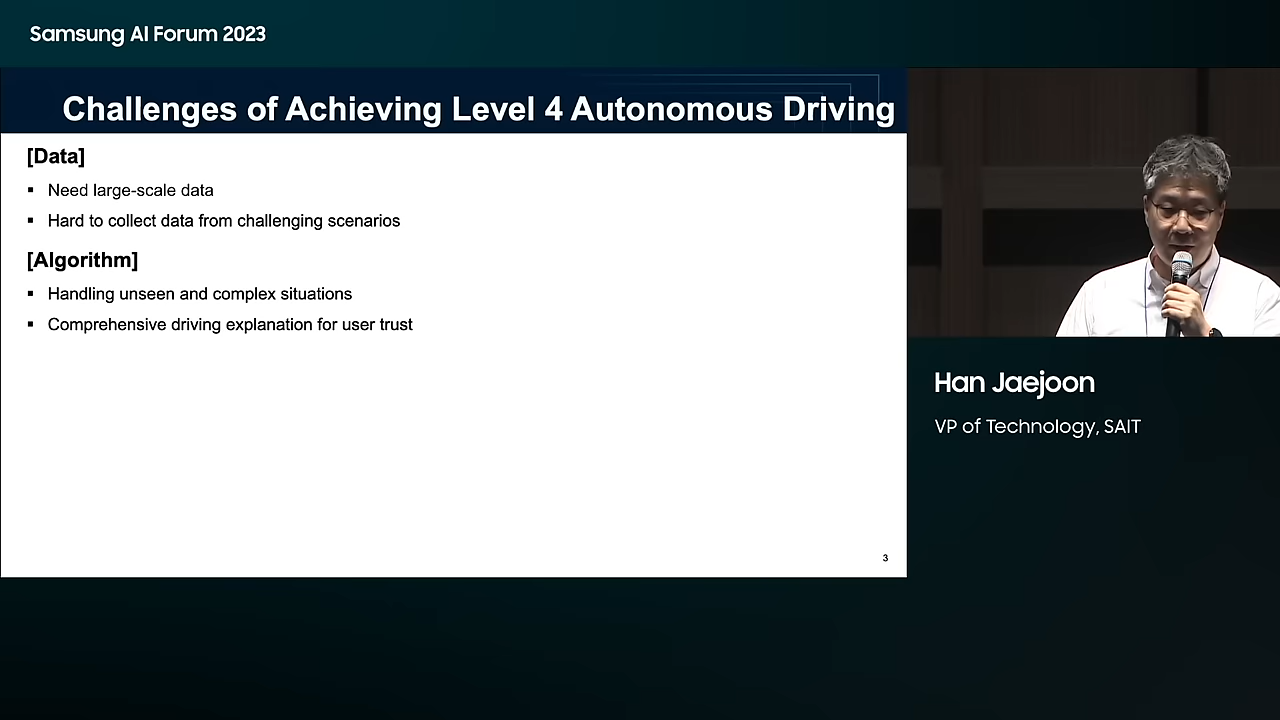 Samsung AI Forum 2023
Challenges of Achieving Level 4 Autonomous Driving
[Data]
▪ Need large-scale data
▪ Hard to collect data from challenging scenarios
[Algorithm]
▪ Handling unseen and complex situations
▪ Comprehensive driving explanation for user trust
3
Han Jaejoon
VP of Technology, SAIT